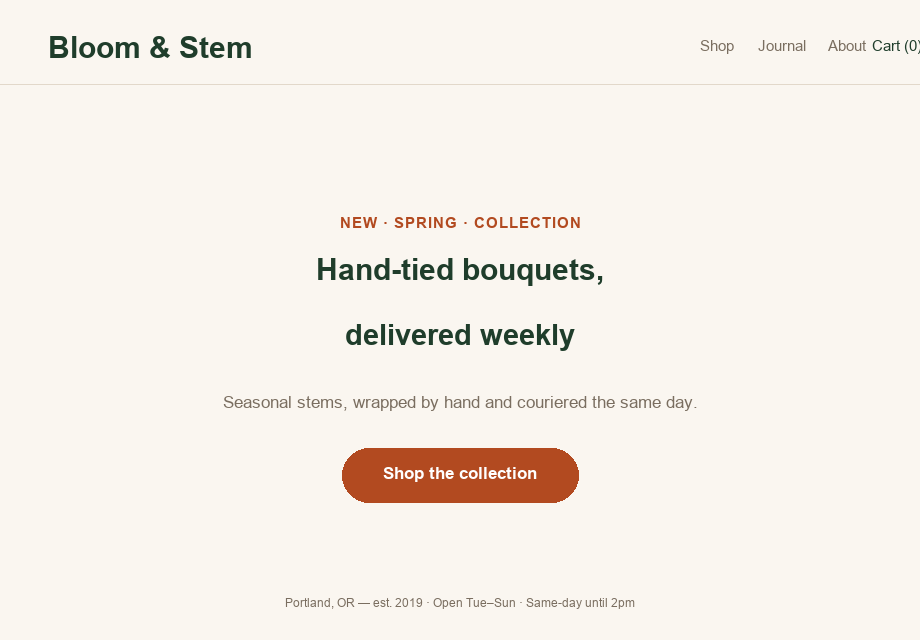 Bloom & Stem
Shop Journal About Cart (0)
NEW · SPRING · COLLECTION
Hand-tied bouquets,
delivered weekly
Seasonal stems, wrapped by hand and couriered the same day.
Shop the collection
Portland, OR — est. 2019 · Open Tue–Sun · Same-day until 2pm